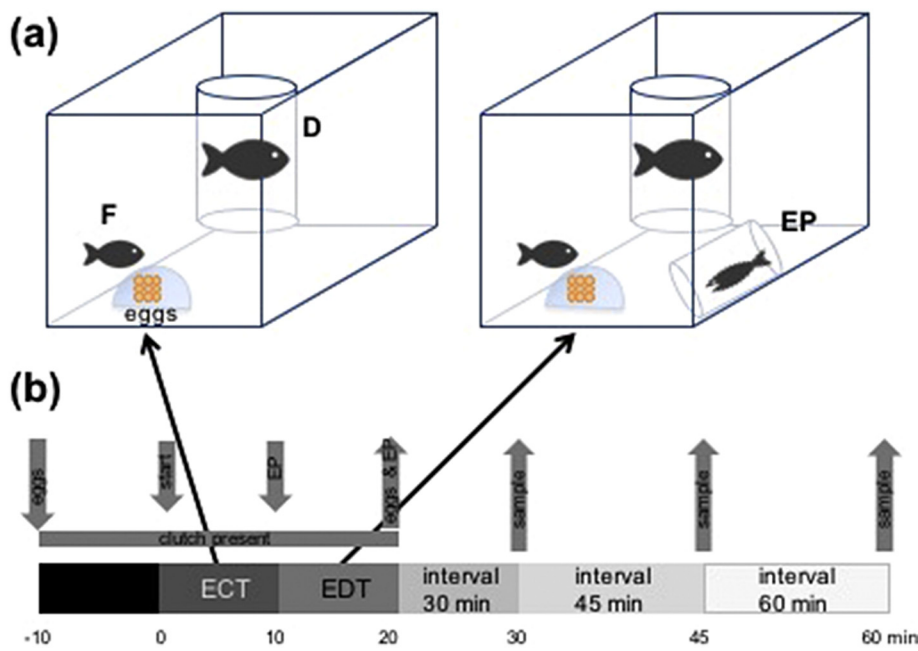 (a)
D
F
EP
eggs
(b)
eggs
start
EP
eggs & EP
sample
sample
sample
clutch present
ECT
EDT
interval
30 min
interval
45 min
interval
60 min
-10
0
10
20
30
45
60 min